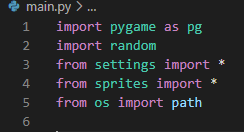 main.py > ...
1 import pygame as pg
2 import random
3 from settings import *
4 from sprites import *
5 from os import path
6